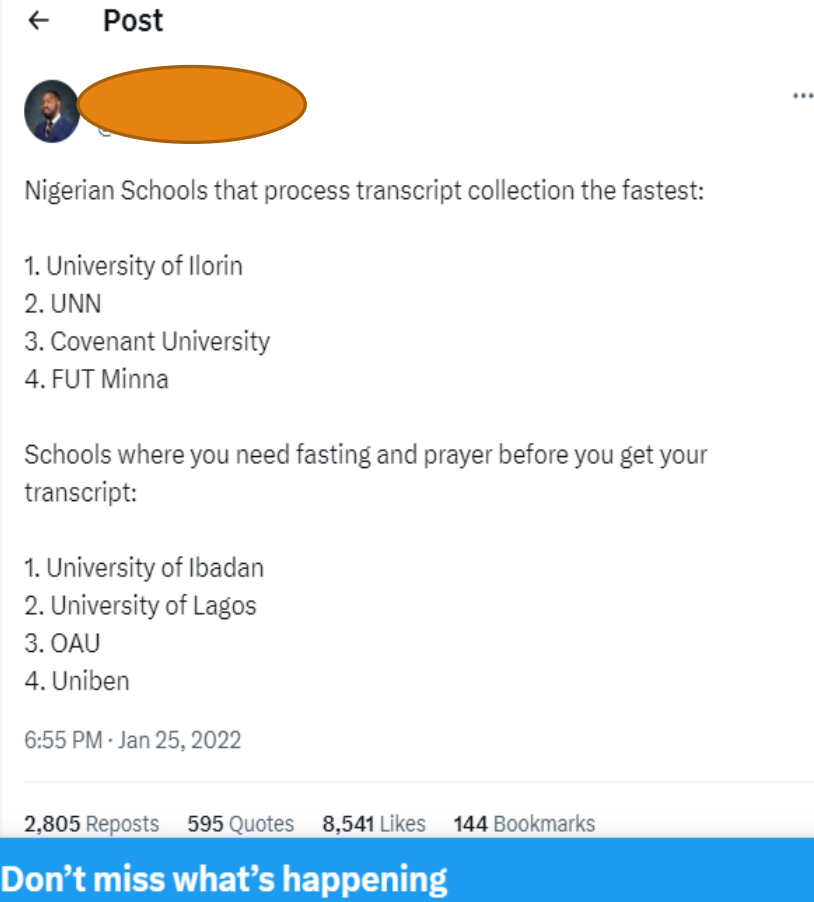 Post
Nigerian Schools that process transcript collection the fastest:
1. University of Ilorin
2. UNN
3. Covenant University
4. FUT Minna
Schools where you need fasting and prayer before you get your
transcript:
1. University of Ibadan
2. University of Lagos
3. OAU
4. Uniben
6:55 PM · Jan 25, 2022
2,805 Reposts 595 Quotes 8,541 Likes 144 Bookmarks
Don’t miss what’s happening